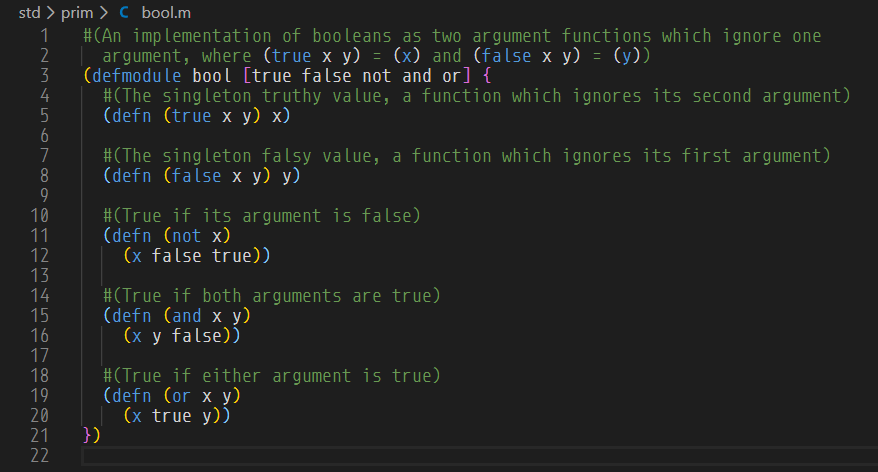 std > prim > C bool.m
1 #(An implementation of booleans as two argument functions which ignore one
2 argument, where (true x y) = (x) and (false x y) = (y))
3 (defmodule bool [true false not and or] {
4 #(The singleton truthy value, a function which ignores its second argument)
5 (defn (true x y) x)
6
7 #(The singleton falsy value, a function which ignores its first argument)
8 (defn (false x y) y)
9
10 #(True if its argument is false)
11 (defn (not x)
12 (x false true))
13
14 #(True if both arguments are true)
15 (defn (and x y)
16 (x y false))
17
18 #(True if either argument is true)
19 (defn (or x y)
20 (x true y))
21 })
22